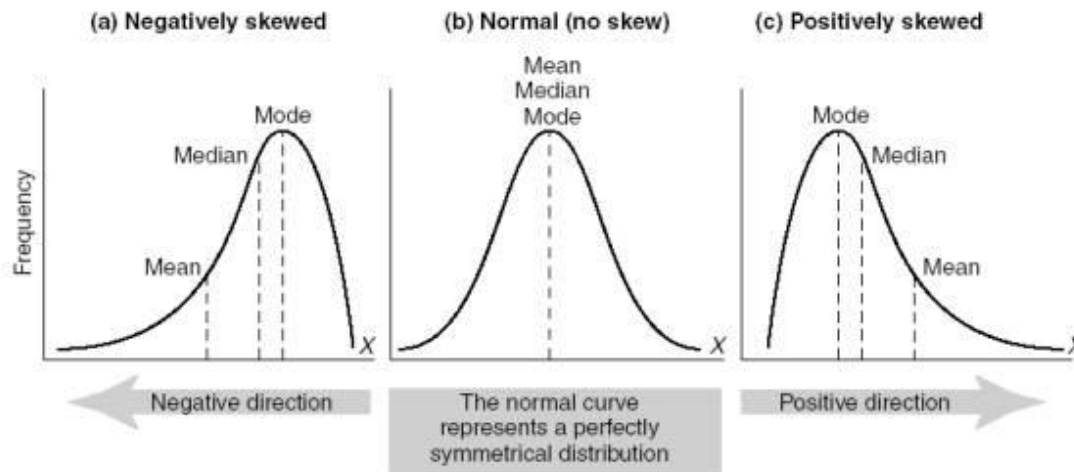 (a) Negatively skewed
(b) Normal (no skew)
(c) Positively skewed
Frequency
Mode
Median
Mean
X
Mean
Median
Mode
X
Mode
Median
Mean
X
Negative direction
The normal curve
represents a perfectly
symmetrical distribution
Positive direction